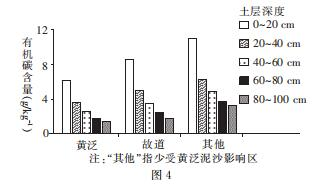 土层深度
0~20 cm
20~40 cm
40~60 cm
60~80 cm
80~100 cm
有机碳含量(g/kg⁻¹)
12
8
4
0
黄泛
故道
其他
注：“其他”指少受黄泛泥沙影响区
图 4